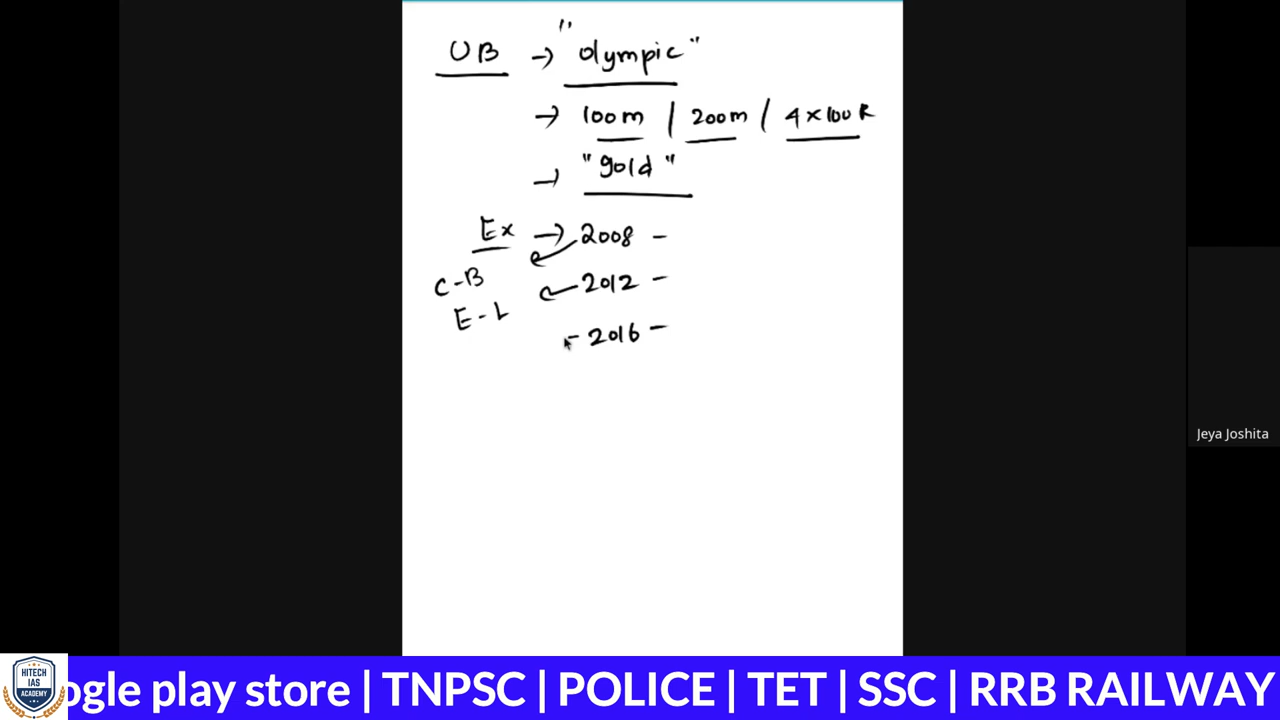 UB → "Olympic"
→ 100m / 200m / 4×100R
→ "gold"
Ex → 2008 -
C-B
2012 -
E-L
- 2016 -
Jeya Joshita
HITECH
IAS
ACADEMY
ogle play store | TNPSC | POLICE | TET | SSC | RRB RAILWAY